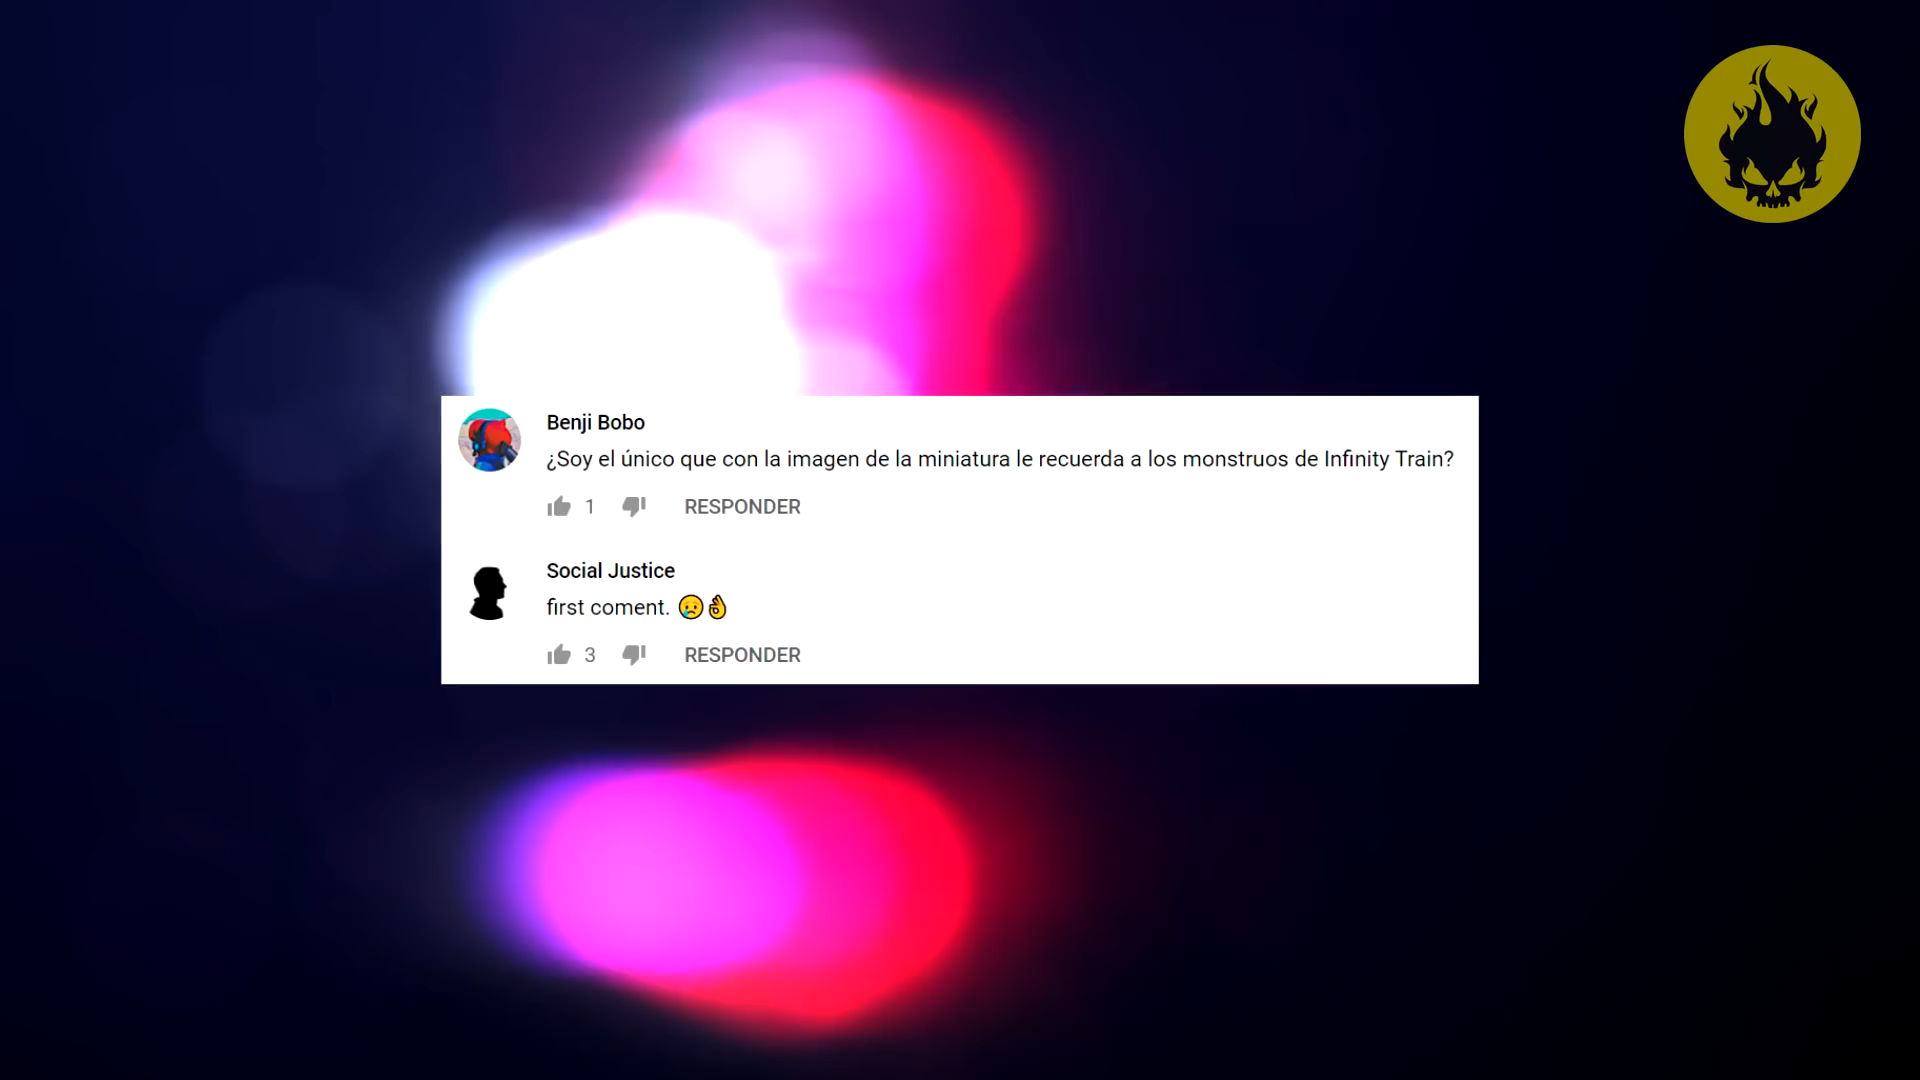 Benji Bobo
¿Soy el único que con la imagen de la miniatura le recuerda a los monstruos de Infinity Train?
1 RESPONDER
Social Justice
first coment. 😢👌
3 RESPONDER